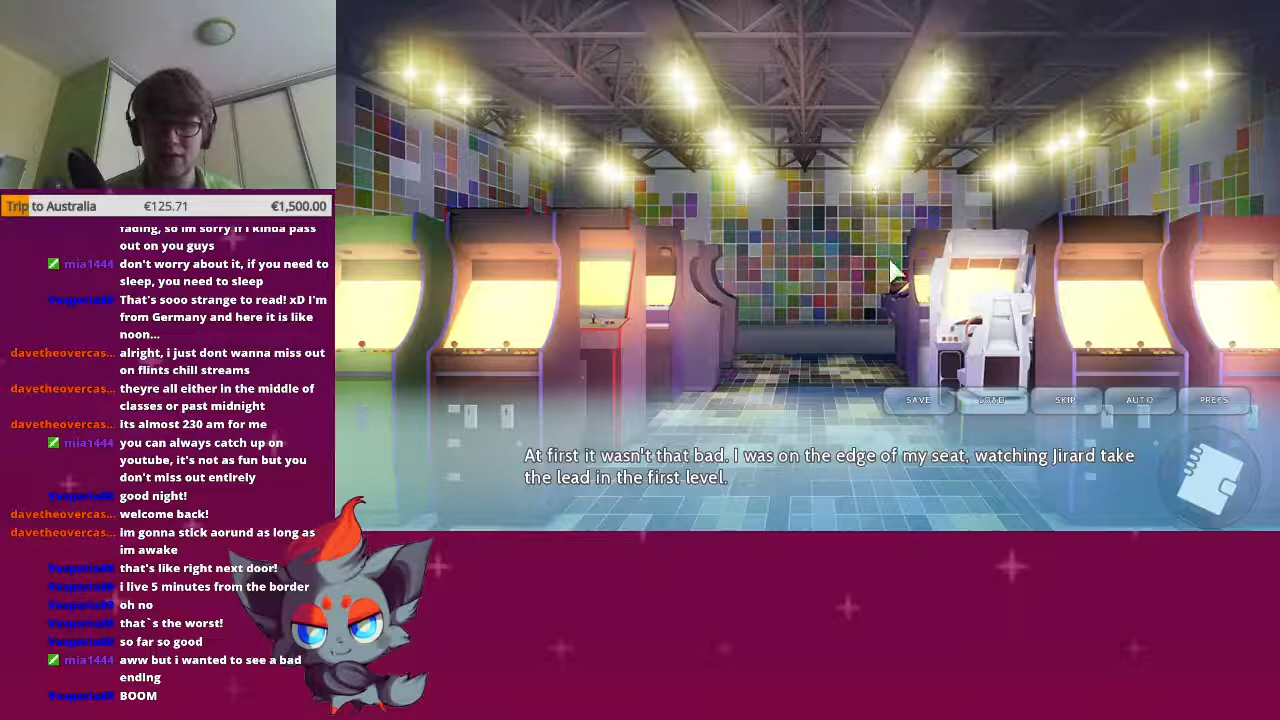 Trip to Australia €125.71 €1,500.00
fading, so im sorry if i kinda pass
out on you guys
mia1444 don't worry about it, if you need to
sleep, you need to sleep
That's sooo strange to read! xD I'm
from Germany and here it is like
noon...
davetheovercas... alright, i just dont wanna miss out
on flints chill streams
davetheovercas... theyre all either in the middle of
classes or past midnight
davetheovercas... its almost 230 am for me
mia1444 you can always catch up on
youtube, it's not as fun but you
don't miss out entirely
good night!
davetheovercas... welcome back!
davetheovercas... im gonna stick aorund as long as
im awake
that's like right next door!
i live 5 minutes from the border
oh no
that`s the worst!
so far so good
mia1444 aww but i wanted to see a bad
ending
BOOM
SAVE LOAD SKIP AUTO PREFS
At first it wasn't that bad. I was on the edge of my seat, watching Jirard take
the lead in the first level.